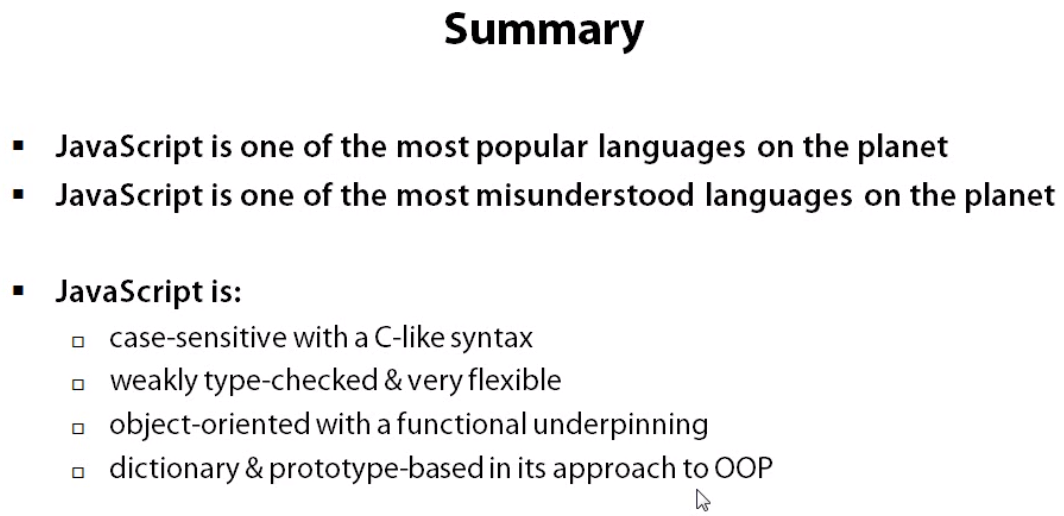 Summary
JavaScript is one of the most popular languages on the planet
JavaScript is one of the most misunderstood languages on the planet
JavaScript is:
case-sensitive with a C-like syntax
weakly type-checked & very flexible
object-oriented with a functional underpinning
dictionary & prototype-based in its approach to OOP